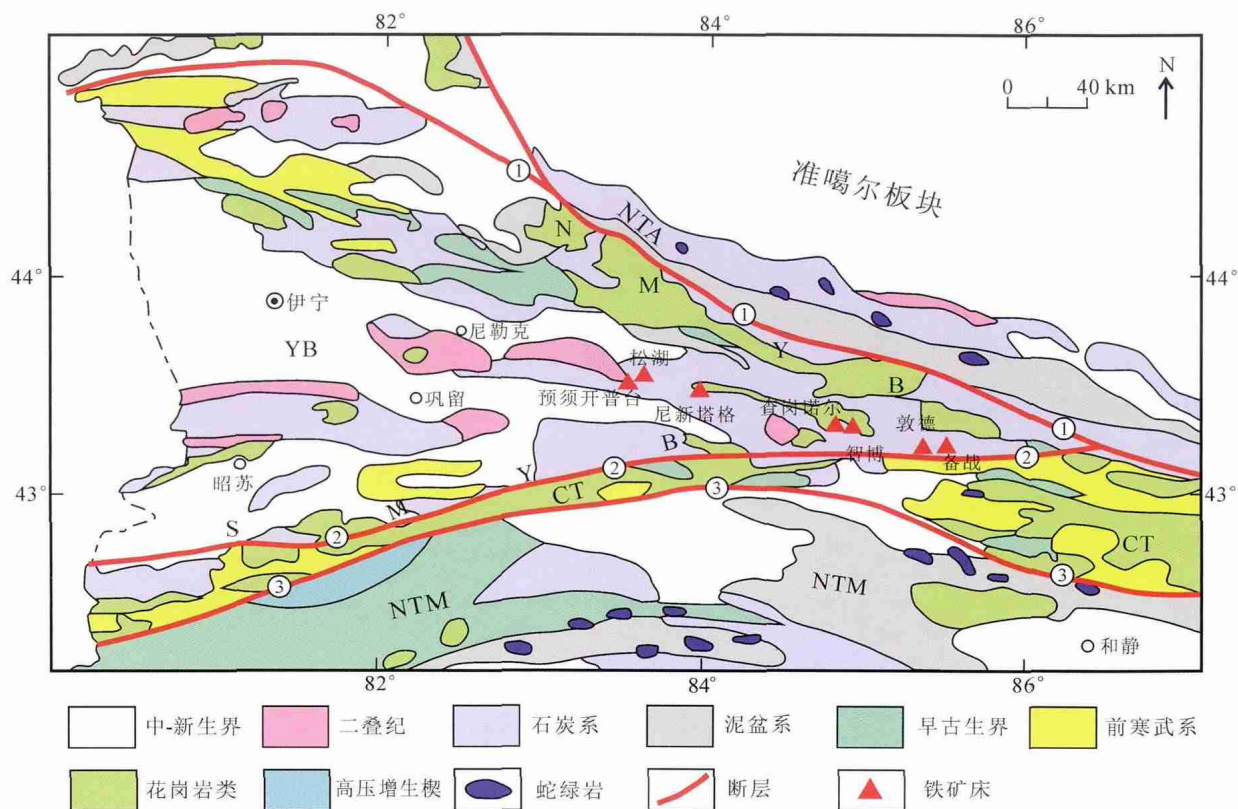 82°
84°
86°
N
0 40 km
①
准噶尔板块
NTA
N
44°
44°
M
伊宁
①
尼勒克
YB
松湖
Y
预须开普台
B
巩留
尼新塔格
查岗诺尔
敦德
①
智博
备战
②
B
昭苏
Y
②
43°
43°
CT
③
M
S
②
CT
③
NTM
③
NTM
和静
82°
84°
86°
中-新生界
二叠纪
石炭系
泥盆系
早古生界
前寒武系
花岗岩类
高压增生楔
蛇绿岩
断层
铁矿床